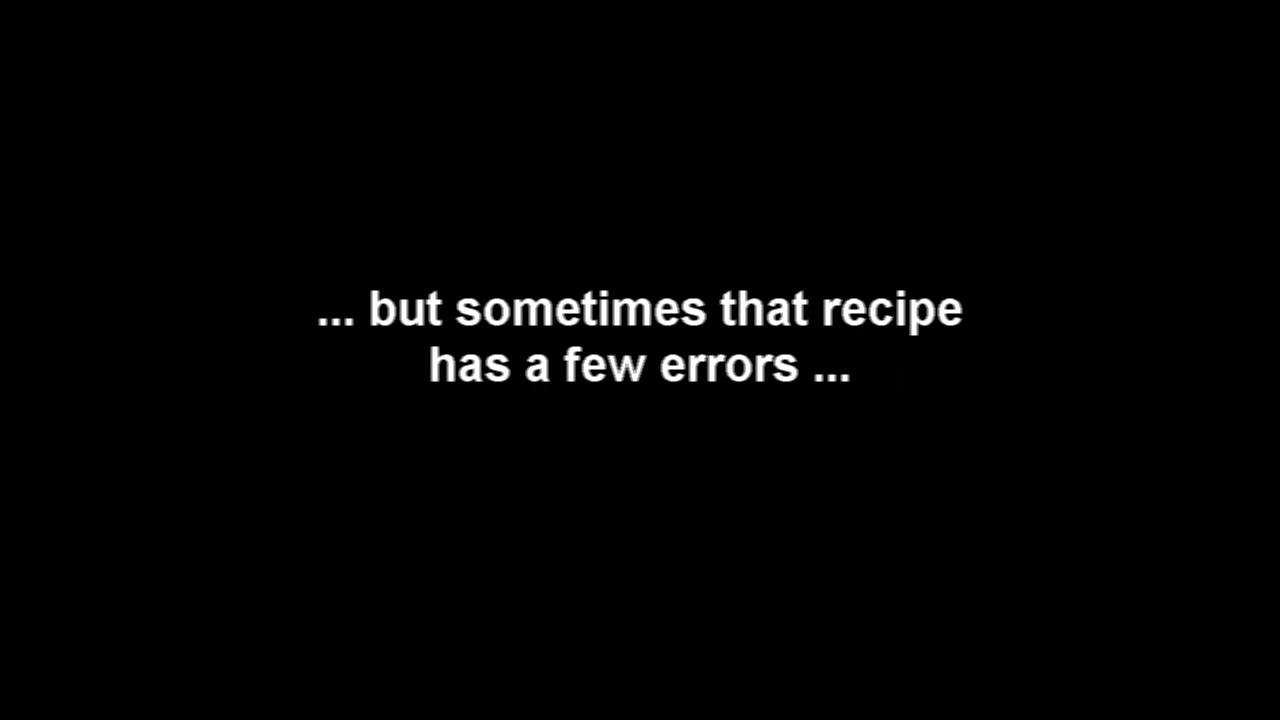 ... but sometimes that recipe
has a few errors ...